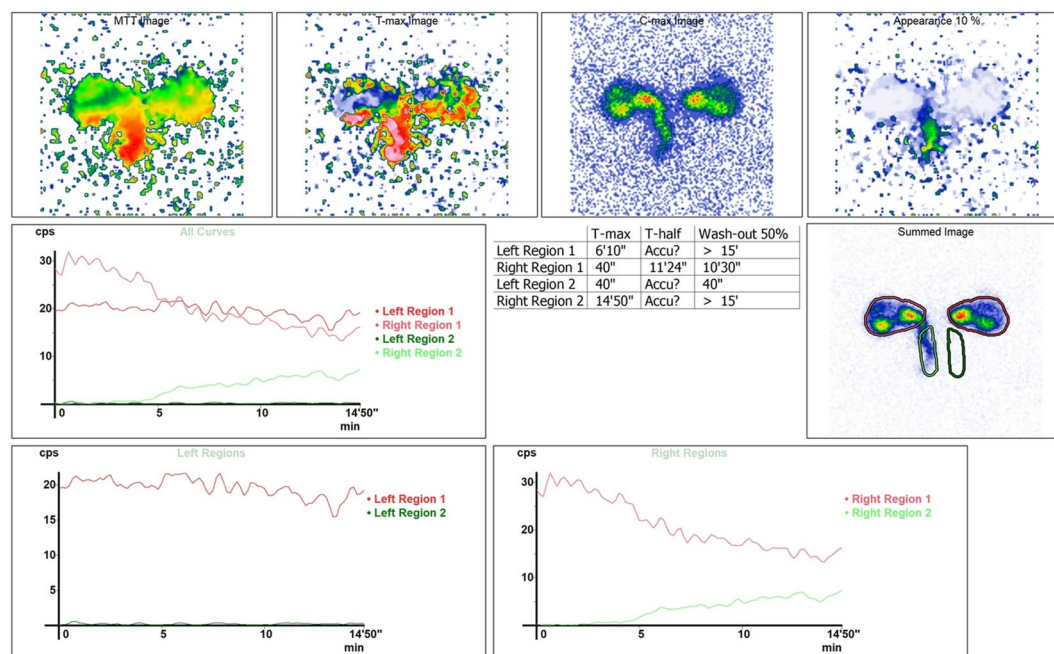 MTT Image
T-max Image
C-max Image
Appearance 10 %
cps
All Curves
30
20
10
0
5
10
14'50"
min
• Left Region 1
• Right Region 1
• Left Region 2
• Right Region 2
T-max T-half Wash-out 50%
Left Region 1 6'10" Accu? > 15'
Right Region 1 40" 11'24" 10'30"
Left Region 2 40" Accu? 40"
Right Region 2 14'50" Accu? > 15'
Summed Image
cps
Left Regions
20
15
10
5
0
5
10
14'50"
min
• Left Region 1
• Left Region 2
cps
Right Regions
30
20
10
0
5
10
14'50"
min
• Right Region 1
• Right Region 2